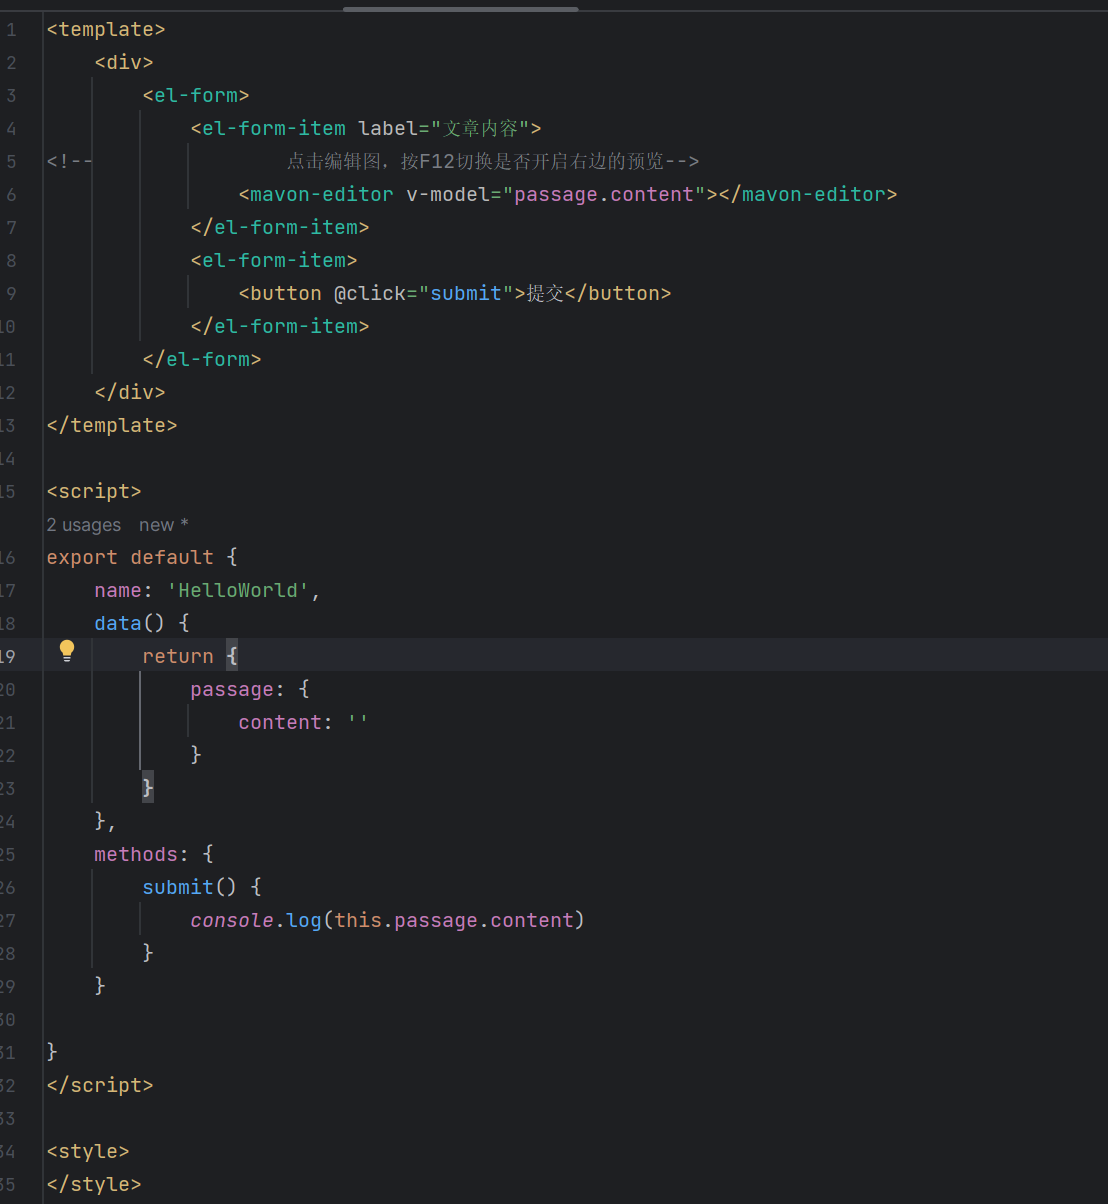 1 <template>
2     <div>
3         <el-form>
4             <el-form-item label="文章内容">
5 <!--                点击编辑图，按F12切换是否开启右边的预览-->
6                 <mavon-editor v-model="passage.content"></mavon-editor>
7             </el-form-item>
8             <el-form-item>
9                 <button @click="submit">提交</button>
10             </el-form-item>
11         </el-form>
12     </div>
13 </template>
14
15 <script>
2 usages   new *
16 export default {
17     name: 'HelloWorld',
18     data() {
19         return {
20             passage: {
21                 content: ''
22             }
23         }
24     },
25     methods: {
26         submit() {
27             console.log(this.passage.content)
28         }
29     }
30
31 }
32 </script>
33
34 <style>
35 </style>